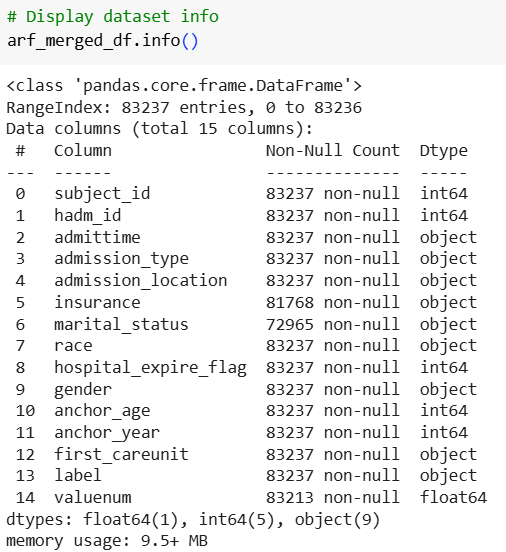 # Display dataset info
arf_merged_df.info()
<class 'pandas.core.frame.DataFrame'>
RangeIndex: 83237 entries, 0 to 83236
Data columns (total 15 columns):
 #   Column                Non-Null Count  Dtype
---  ------                --------------  -----
 0   subject_id            83237 non-null  int64
 1   hadm_id               83237 non-null  int64
 2   admittime             83237 non-null  object
 3   admission_type        83237 non-null  object
 4   admission_location    83237 non-null  object
 5   insurance             81768 non-null  object
 6   marital_status        72965 non-null  object
 7   race                  83237 non-null  object
 8   hospital_expire_flag  83237 non-null  int64
 9   gender                83237 non-null  object
 10  anchor_age            83237 non-null  int64
 11  anchor_year           83237 non-null  int64
 12  first_careunit        83237 non-null  object
 13  label                 83237 non-null  object
 14  valuenum              83213 non-null  float64
dtypes: float64(1), int64(5), object(9)
memory usage: 9.5+ MB